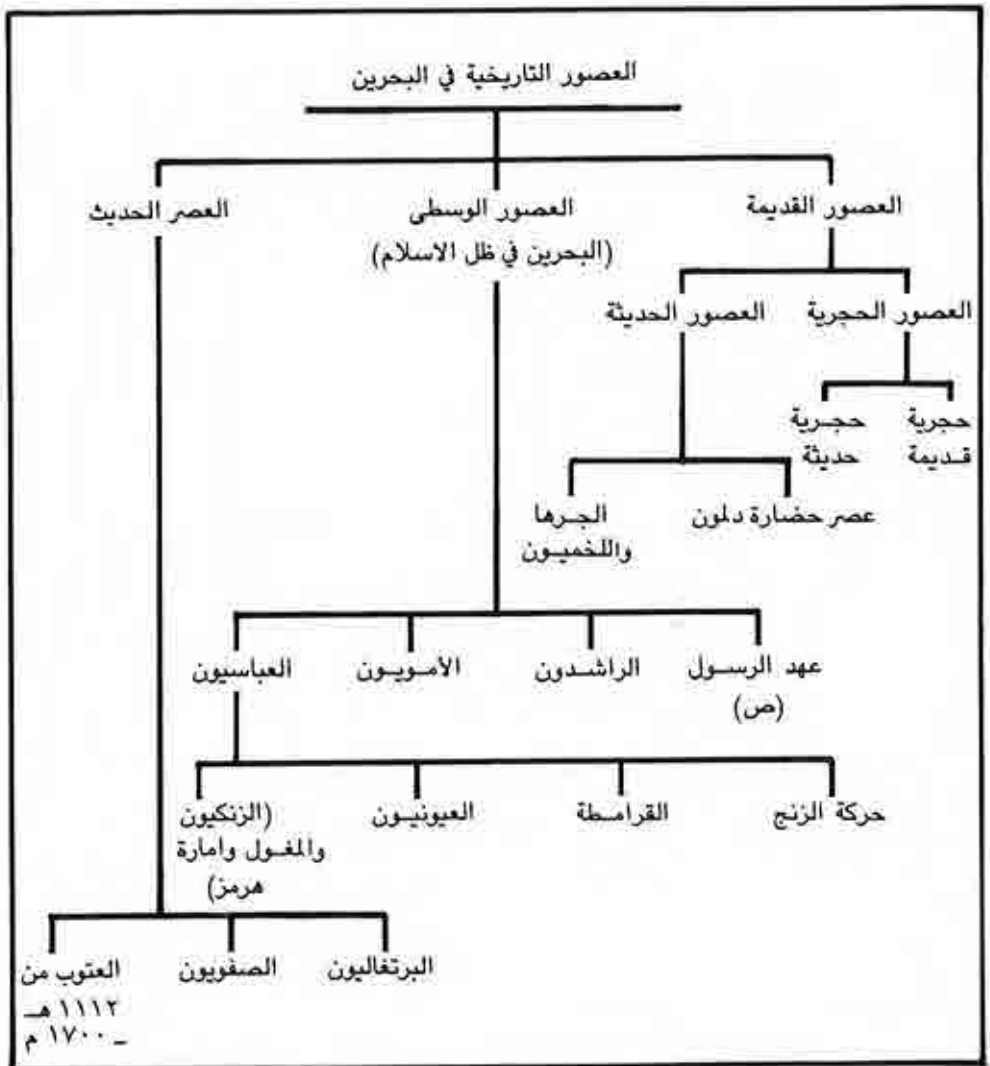 العصور التاريخية في البحرين
العصور القديمة
العصور الوسطى
(البحرين في ظل الاسلام)
العصر الحديث
العصور الحجرية
العصور الحديثة
حجرية
قديمة
حجرية
حديثة
عصر حضارة دلمون
الجرها
واللخميون
عهد الرسول
(ص)
الراشدون
الأمويون
العباسيون
حركة الزنج
القرامطة
العيونيون
(الزنكيون
والمغول وامارة
هرمز)
البرتغاليون
الصفويون
العتوب من
١١١٢ هـ
ـ ١٧٠٠ م